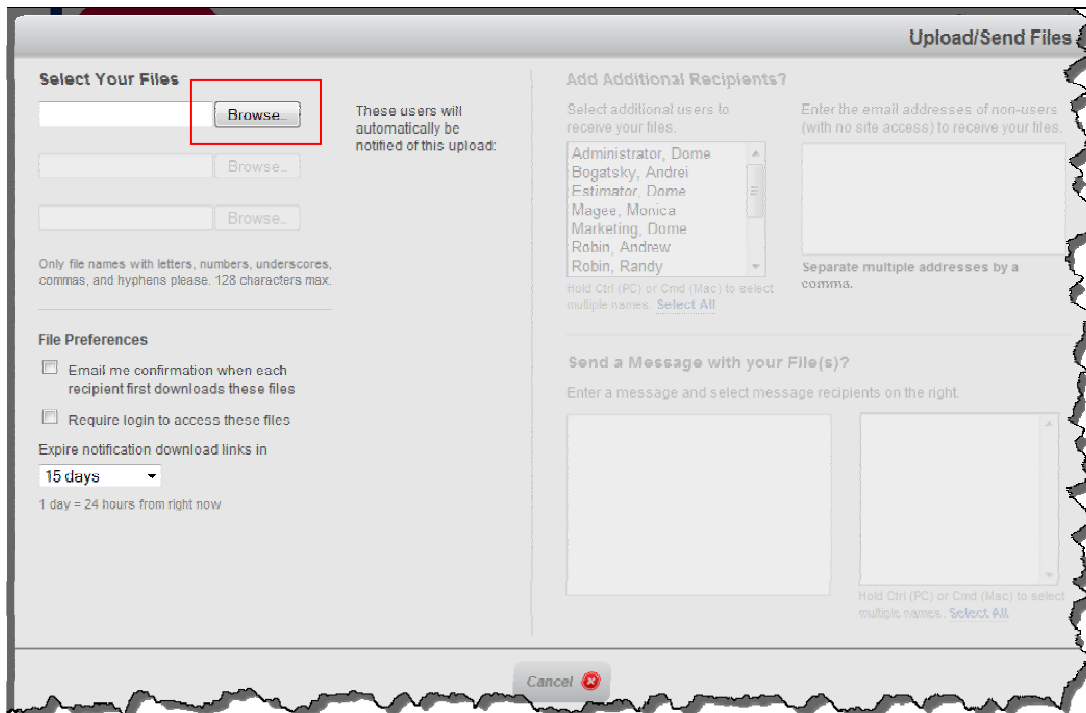 Upload/Send Files
Select Your Files
Browse..
Browse..
Browse..
Only file names with letters, numbers, underscores,
commas, and hyphens please. 128 characters max.
These users will
automatically be
notified of this upload:
File Preferences
Email me confirmation when each
recipient first downloads these files
Require login to access these files
Expire notification download links in
15 days
1 day = 24 hours from right now
Add Additional Recipients?
Select additional users to
receive your files.
Administrator, Dome
Bogatsky, Andrei
Estimator, Dome
Magee, Monica
Marketing, Dome
Robin, Andrew
Robin, Randy
Hold Ctrl (PC) or Cmd (Mac) to select
multiple names. Select All
Enter the email addresses of non-users
(with no site access) to receive your files.
Separate multiple addresses by a
comma.
Send a Message with your File(s)?
Enter a message and select message recipients on the right.
Hold Ctrl (PC) or Cmd (Mac) to select
multiple names. Select All
Cancel